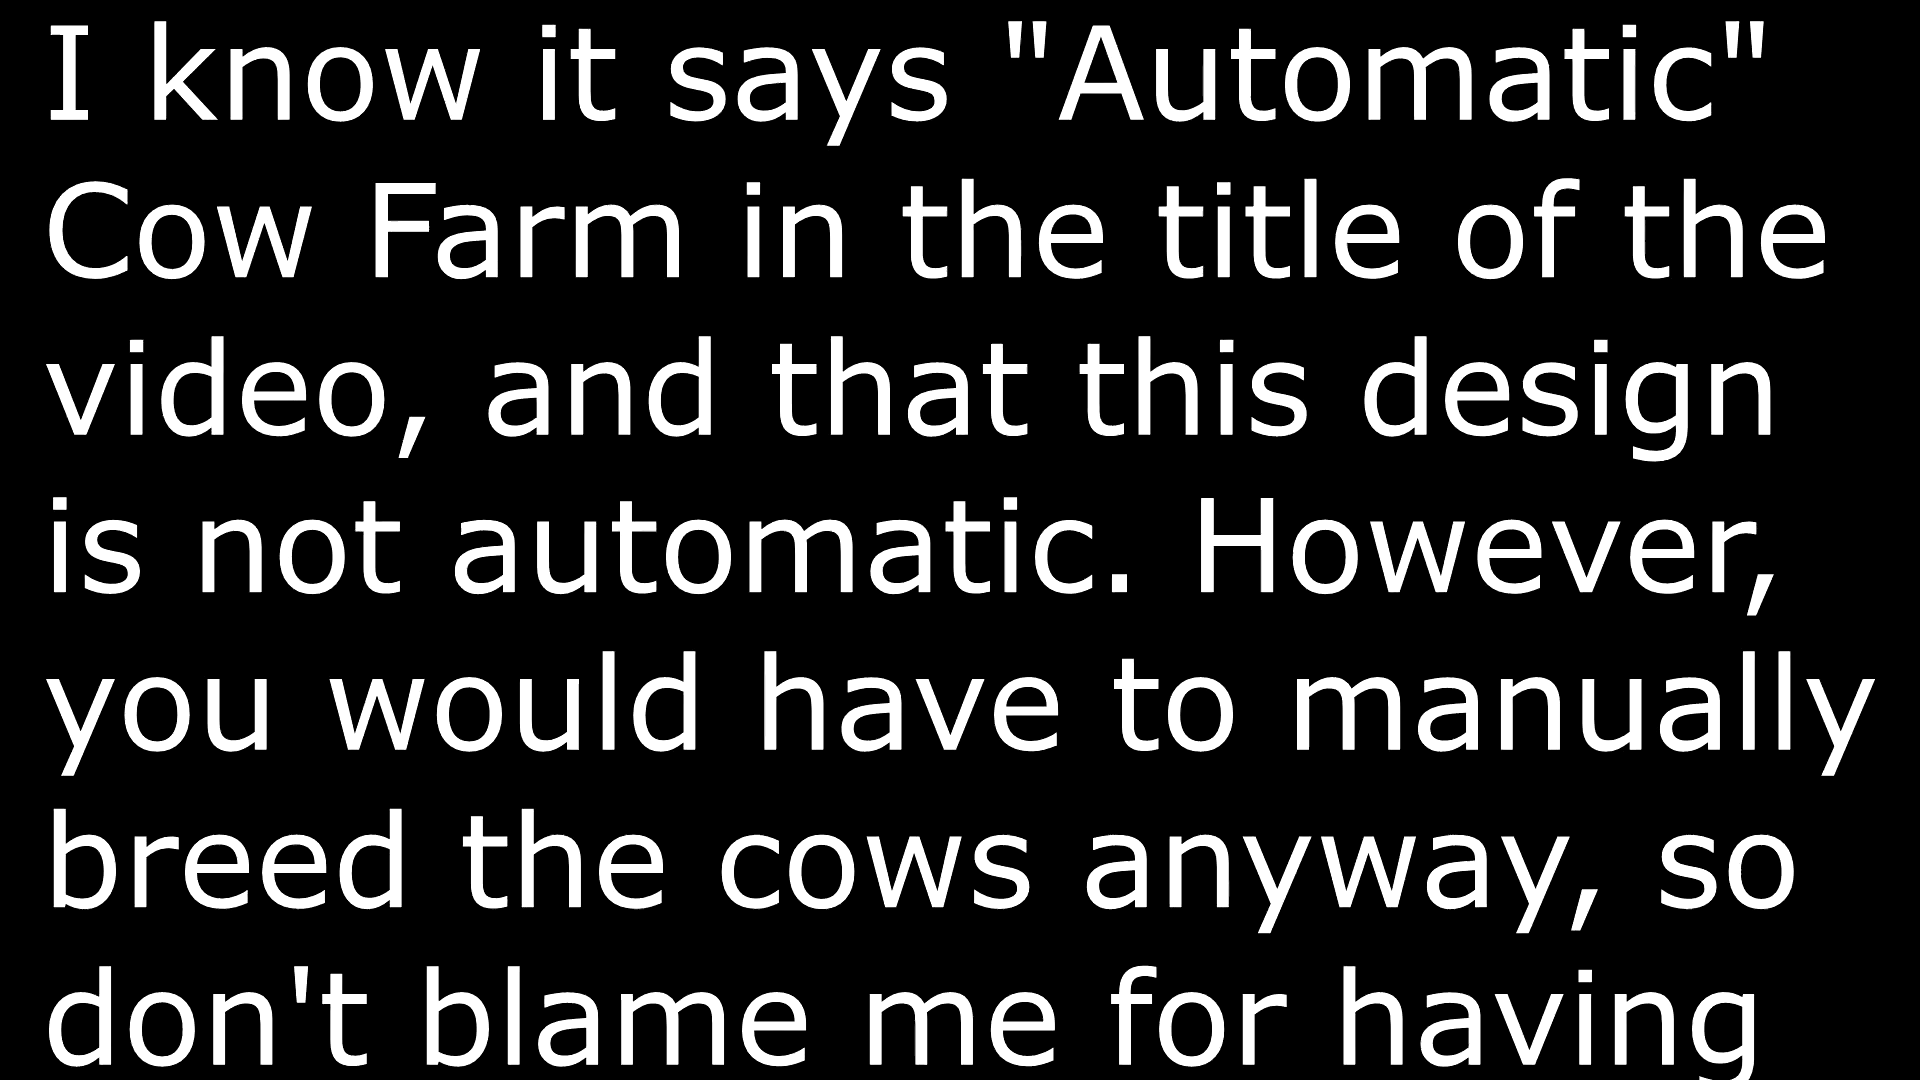 I know it says "Automatic"
Cow Farm in the title of the
video, and that this design
is not automatic. However,
you would have to manually
breed the cows anyway, so
don't blame me for having